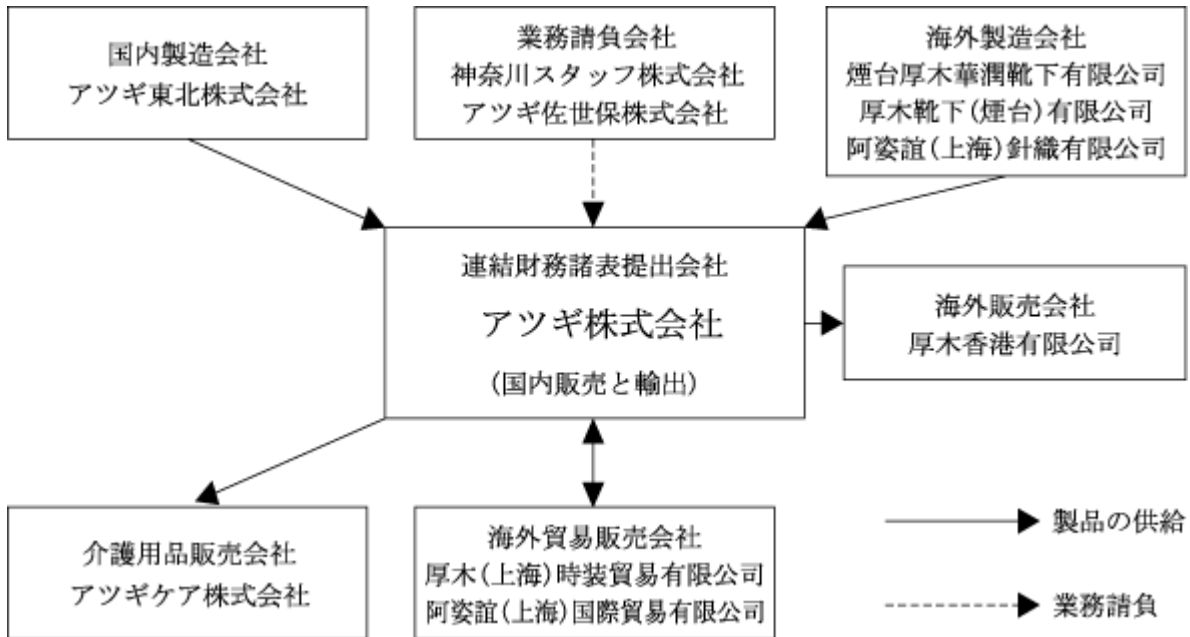 国内製造会社
アツギ東北株式会社
業務請負会社
神奈川スタッフ株式会社
アツギ佐世保株式会社
海外製造会社
煙台厚木華潤靴下有限公司
厚木靴下(煙台)有限公司
阿姿誼(上海)針織有限公司
連結財務諸表提出会社
アツギ株式会社
(国内販売と輸出)
海外販売会社
厚木香港有限公司
介護用品販売会社
アツギケア株式会社
海外貿易販売会社
厚木(上海)時装貿易有限公司
阿姿誼(上海)国際貿易有限公司
製品の供給
業務請負